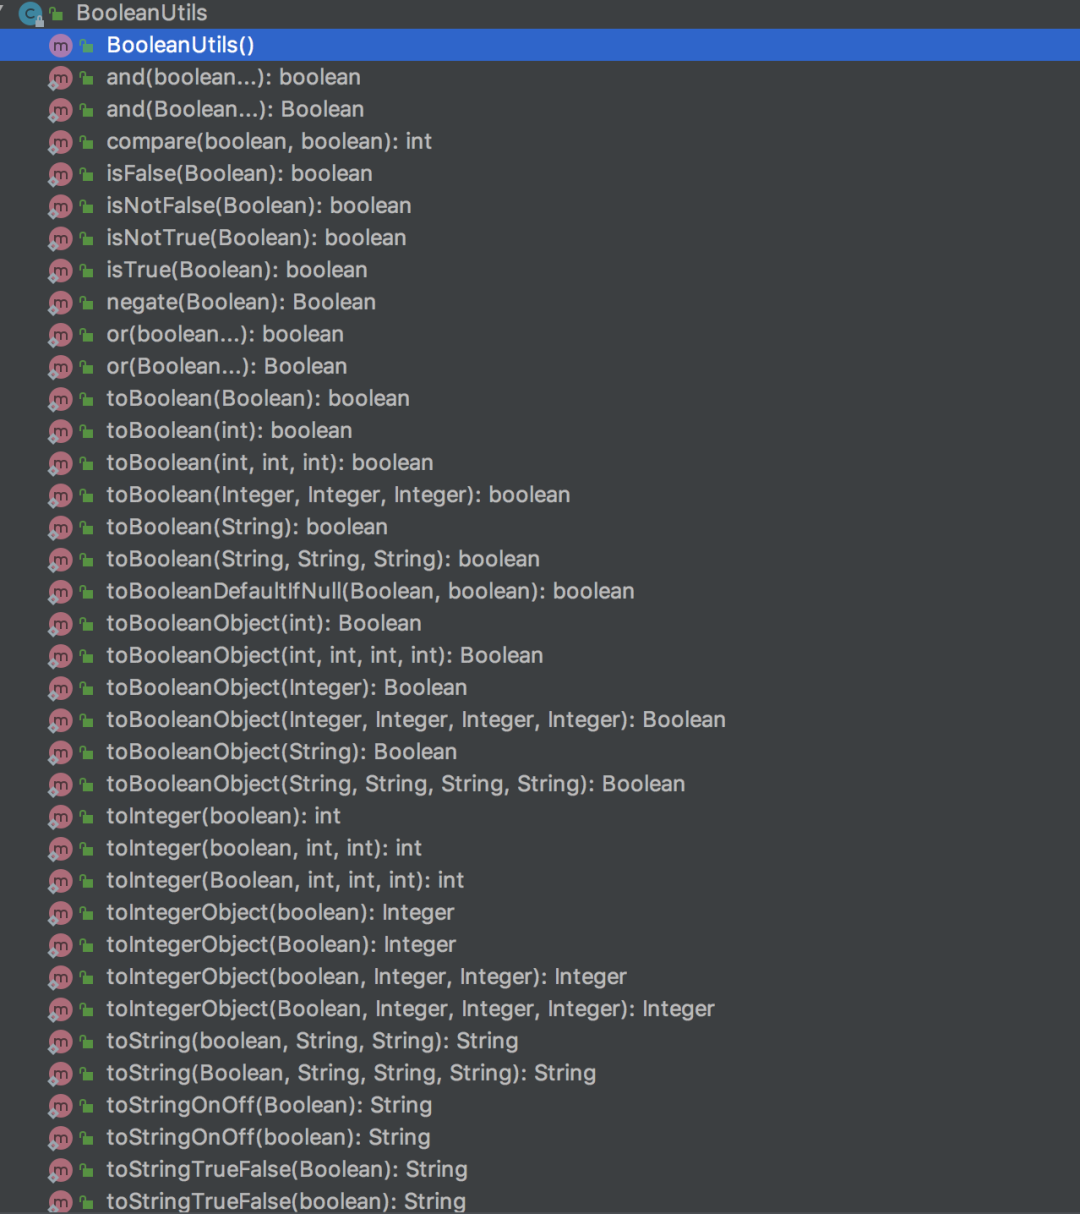 BooleanUtils
BooleanUtils()
and(boolean...): boolean
and(Boolean...): Boolean
compare(boolean, boolean): int
isFalse(Boolean): boolean
isNotFalse(Boolean): boolean
isNotTrue(Boolean): boolean
isTrue(Boolean): boolean
negate(Boolean): Boolean
or(boolean...): boolean
or(Boolean...): Boolean
toBoolean(Boolean): boolean
toBoolean(int): boolean
toBoolean(int, int, int): boolean
toBoolean(Integer, Integer, Integer): boolean
toBoolean(String): boolean
toBoolean(String, String, String): boolean
toBooleanDefaultIfNull(Boolean, boolean): boolean
toBooleanObject(int): Boolean
toBooleanObject(int, int, int, int): Boolean
toBooleanObject(Integer): Boolean
toBooleanObject(Integer, Integer, Integer, Integer): Boolean
toBooleanObject(String): Boolean
toBooleanObject(String, String, String, String): Boolean
toInteger(boolean): int
toInteger(boolean, int, int): int
toInteger(Boolean, int, int, int): int
toIntegerObject(boolean): Integer
toIntegerObject(Boolean): Integer
toIntegerObject(boolean, Integer, Integer): Integer
toIntegerObject(Boolean, Integer, Integer, Integer): Integer
toString(boolean, String, String): String
toString(Boolean, String, String, String): String
toStringOnOff(Boolean): String
toStringOnOff(boolean): String
toStringTrueFalse(Boolean): String
toStringTrueFalse(boolean): String